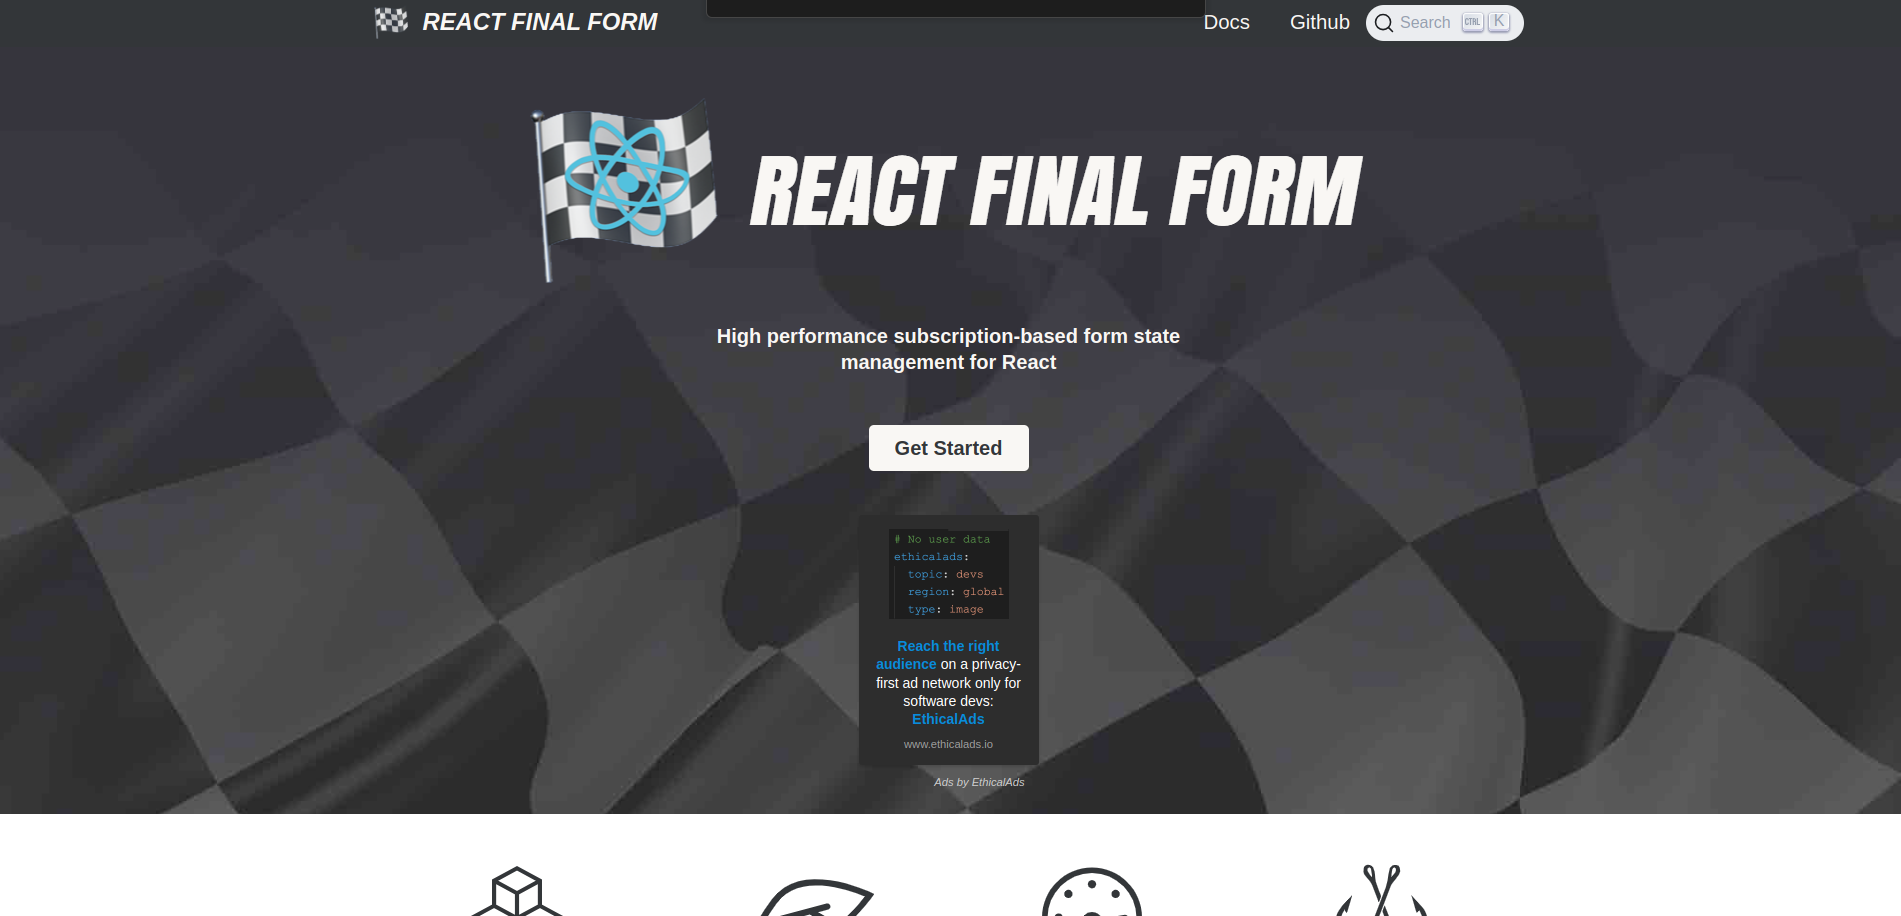 REACT FINAL FORM
Docs
Github
Search
CTRL
K
REACT FINAL FORM
High performance subscription-based form state
management for React
Get Started
# No user data
ethicalads:
topic: devs
region: global
type: image
Reach the right
audience on a privacy-
first ad network only for
software devs:
EthicalAds
www.ethicalads.io
Ads by EthicalAds